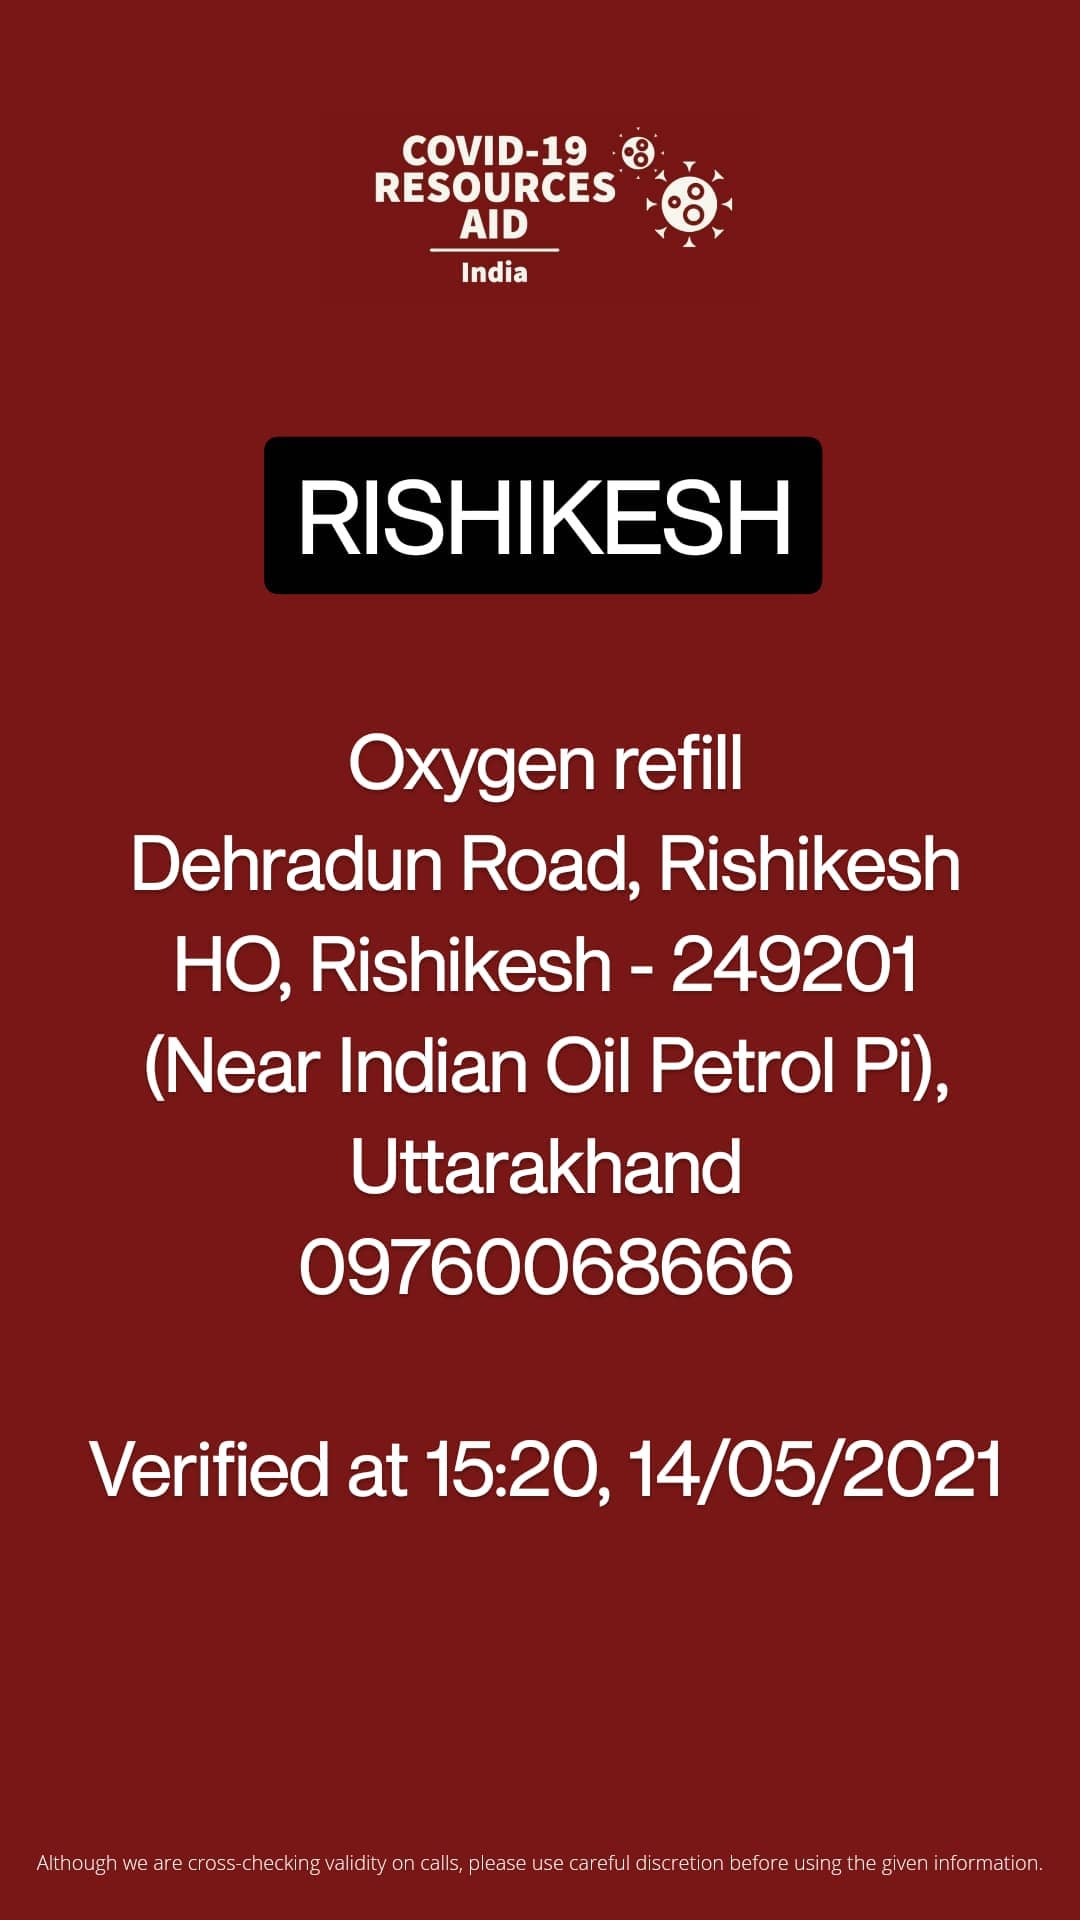 COVID-19
RESOURCES
AID
India
RISHIKESH
Oxygen refill
Dehradun Road, Rishikesh
HO, Rishikesh - 249201
(Near Indian Oil Petrol Pi),
Uttarakhand
09760068666
Verified at 15:20, 14/05/2021
Although we are cross-checking validity on calls, please use careful discretion before using the given information.